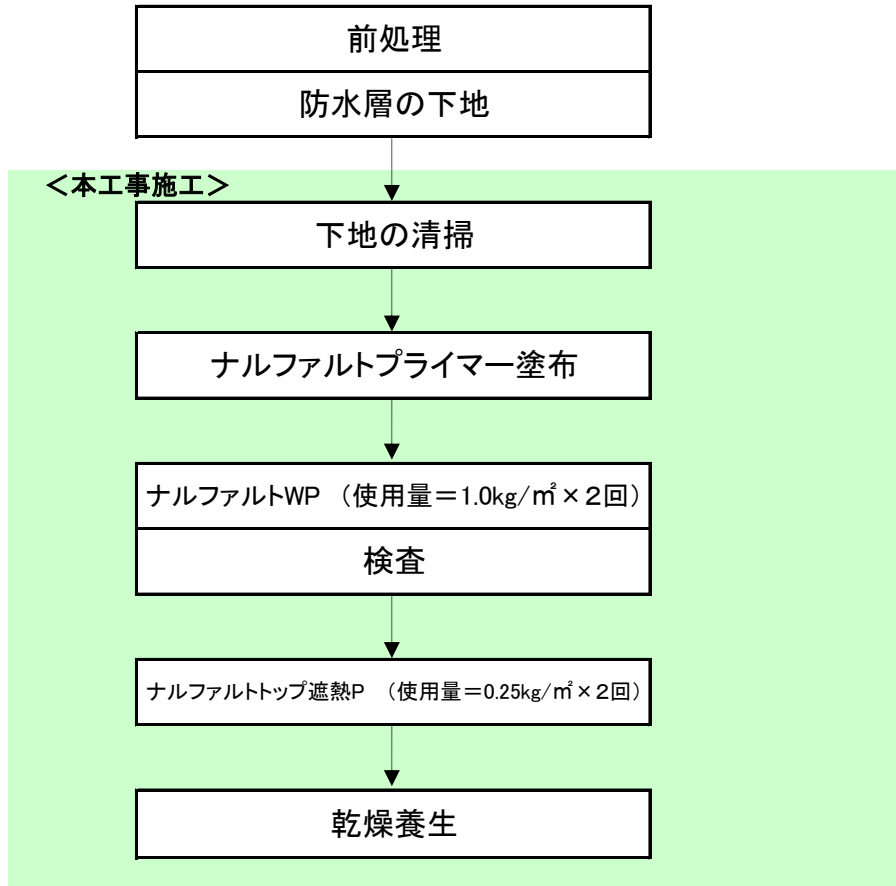 前処理
防水層の下地
＜本工事施工＞
下地の清掃
ナルファルトプライマー塗布
ナルファルトWP （使用量＝1.0kg/㎡×２回）
検査
ナルファルトトップ遮熱P （使用量＝0.25kg/㎡×２回）
乾燥養生